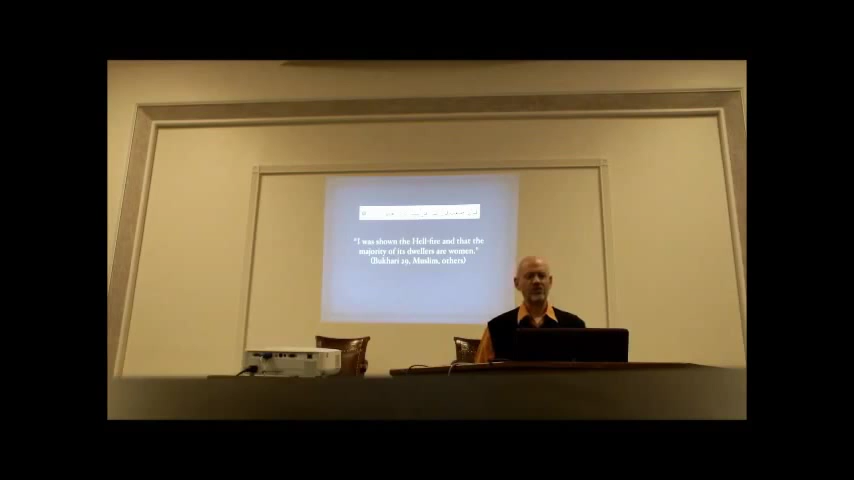 "I was shown the Hell-fire and that the
majority of its dwellers are women."
(Bukhari 29, Muslim, others)